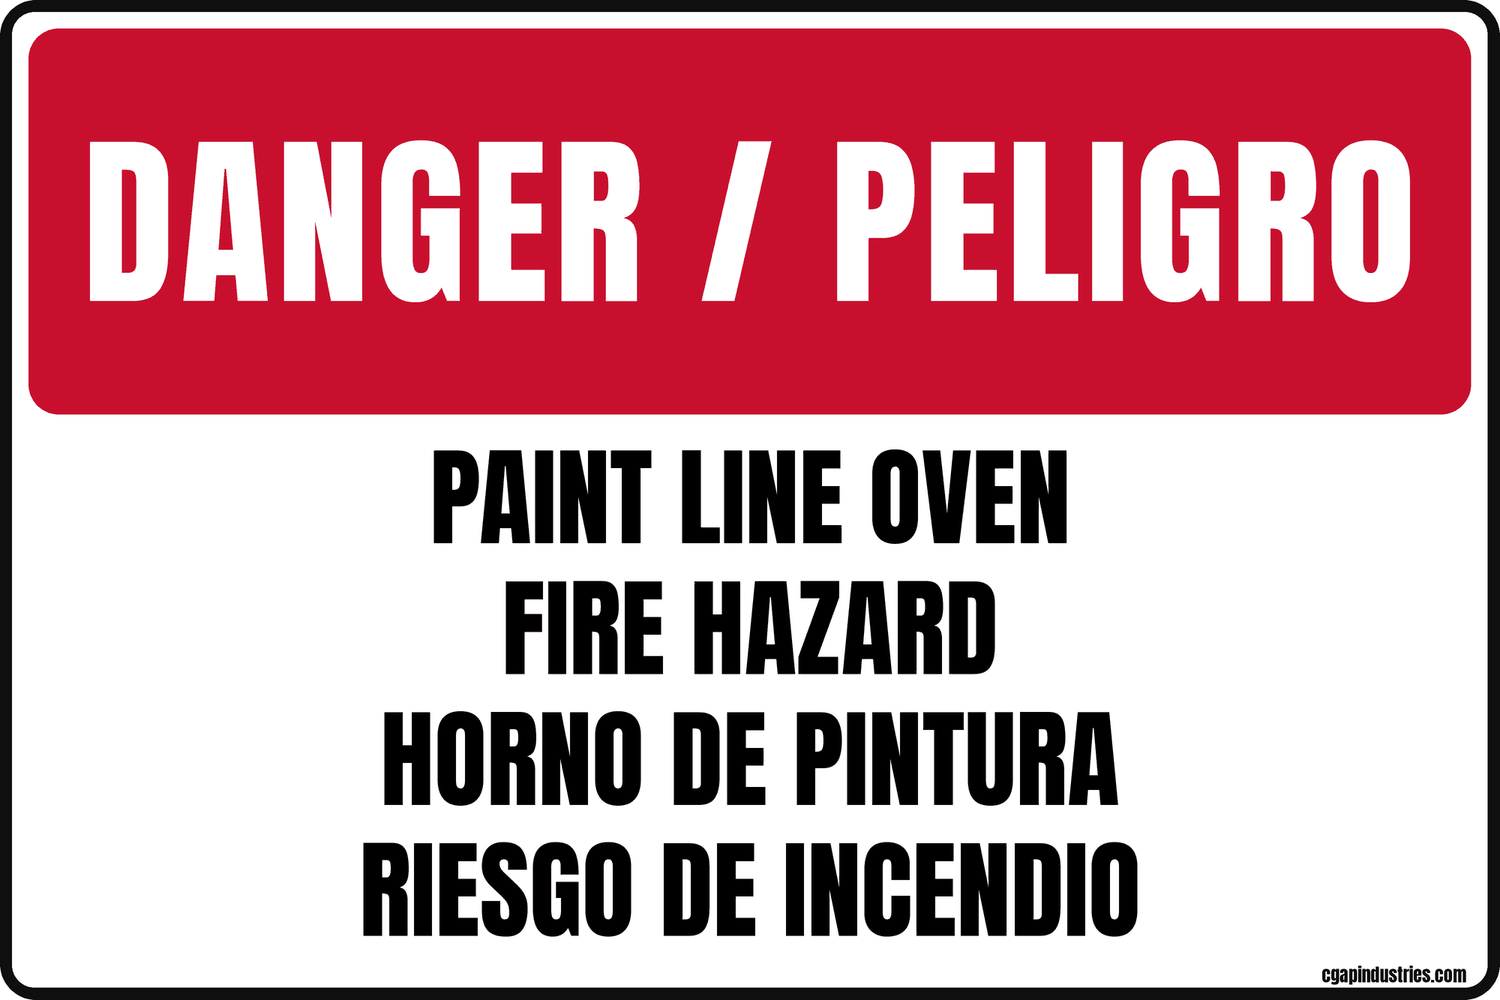 DANGER / PELIGRO
PAINT LINE OVEN
FIRE HAZARD
HORNO DE PINTURA
RIESGO DE INCENDIO
cgapindustries.com